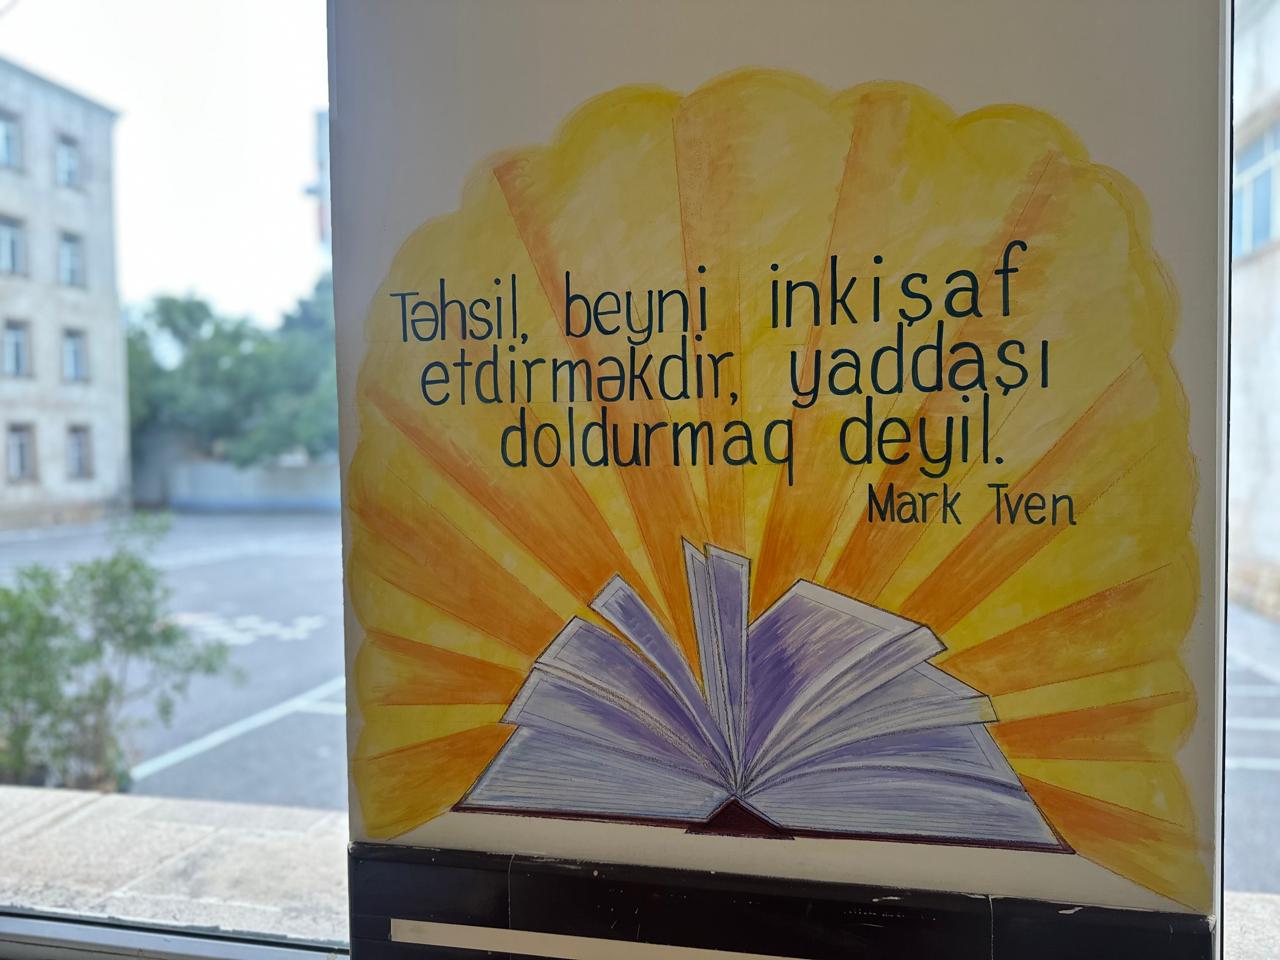 Təhsil, beyni inkişaf
etdirməkdir, yaddaşı
doldurmaq deyil.
Mark Tven